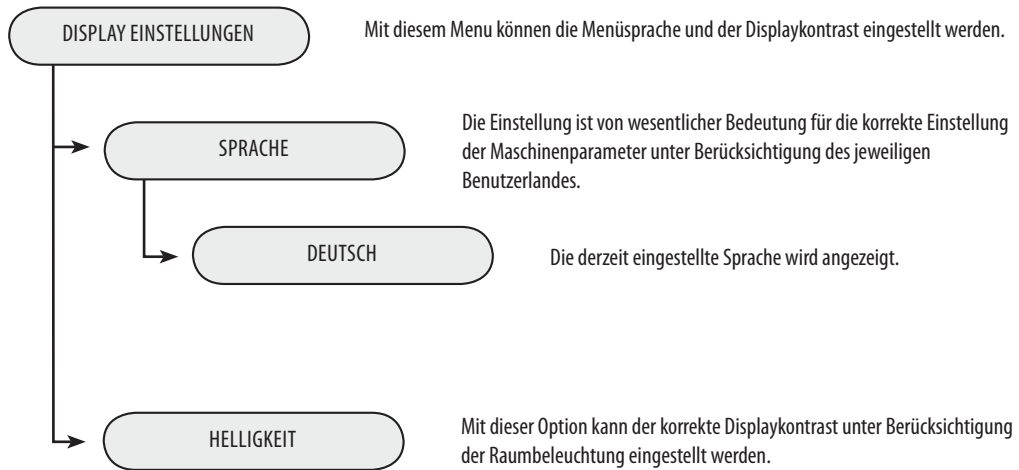 DISPLAY EINSTELLUNGEN
Mit diesem Menu können die Menüsprache und der Displaykontrast eingestellt werden.
SPRACHE
Die Einstellung ist von wesentlicher Bedeutung für die korrekte Einstellung
der Maschinenparameter unter Berücksichtigung des jeweiligen
Benutzerlandes.
DEUTSCH
Die derzeit eingestellte Sprache wird angezeigt.
HELLIGKEIT
Mit dieser Option kann der korrekte Displaykontrast unter Berücksichtigung
der Raumbeleuchtung eingestellt werden.